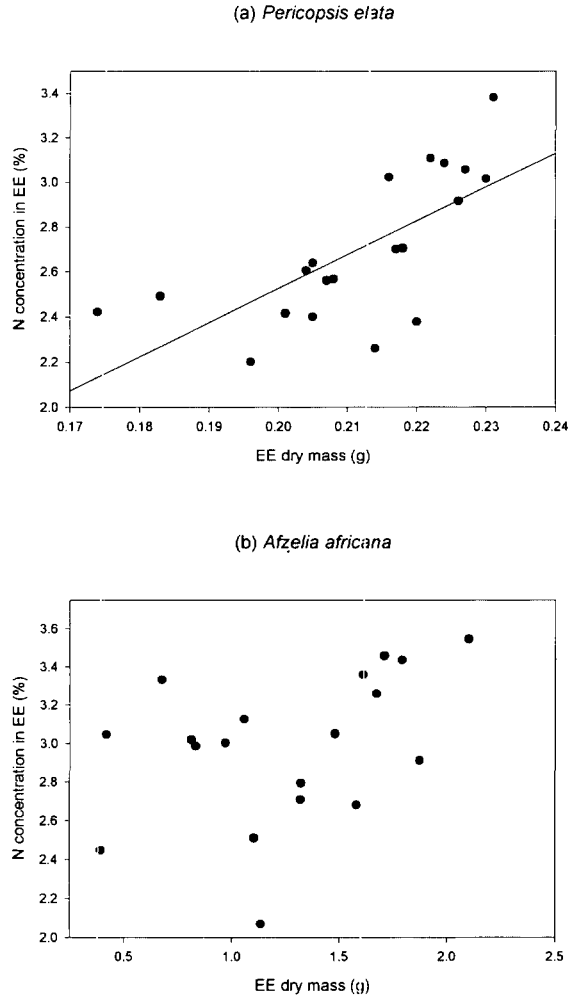 (a) Pericopsis elata
N concentration in EE (%)
3.4
3.2
3.0
2.8
2.6
2.4
2.2
2.0
0.17 0.18 0.19 0.20 0.21 0.22 0.23 0.24
EE dry mass (g)
(b) Afzelia africana
N concentration in EE (%)
3.6
3.4
3.2
3.0
2.8
2.6
2.4
2.2
2.0
0.5 1.0 1.5 2.0 2.5
EE dry mass (g)